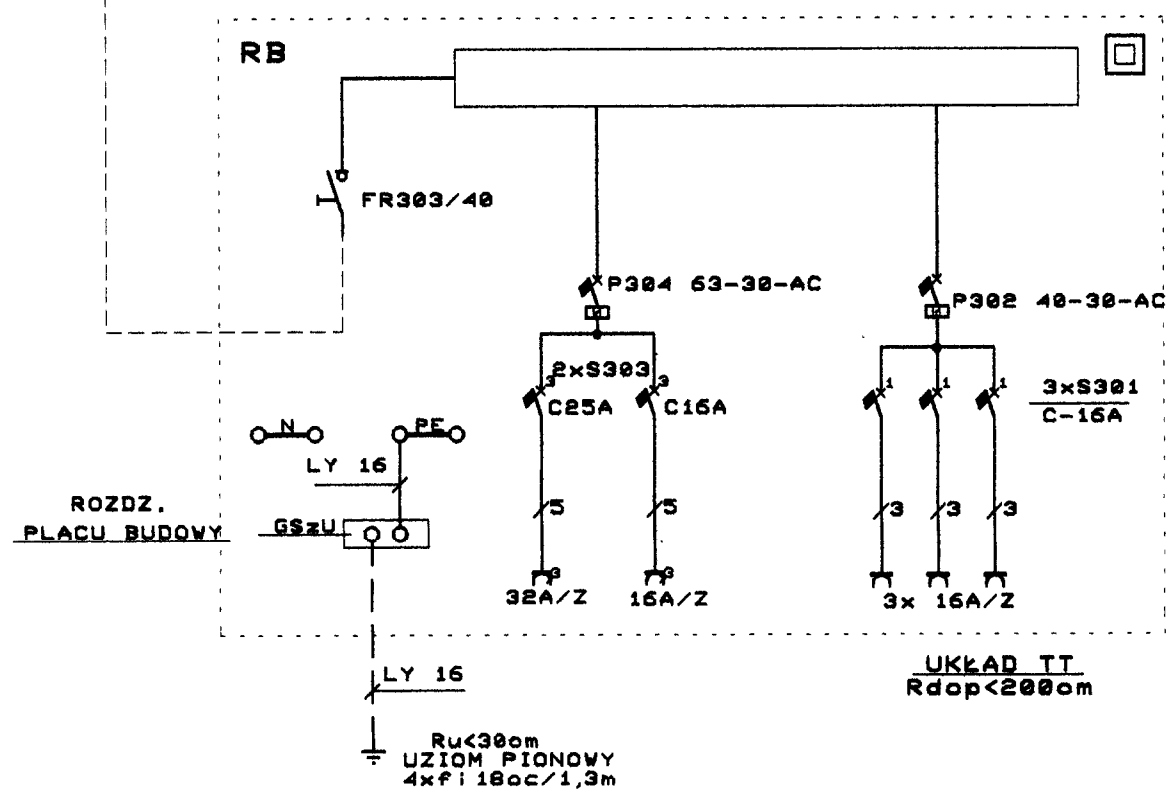 RB
FR303/40
P304 63-30-AC
P302 40-30-AC
2xS303
3
3
C25A
C16A
1
1
1
3xS301
C-16A
N
PE
LY 16
ROZDZ.
PLACU BUDOWY
GSzU
5
5
3
3
3
3
3
32A/Z
16A/Z
3x 16A/Z
UKŁAD TT
Rdop<200om
LY 16
Ru<30om
UZIOM PIONOWY
4xfi18oc/1,3m